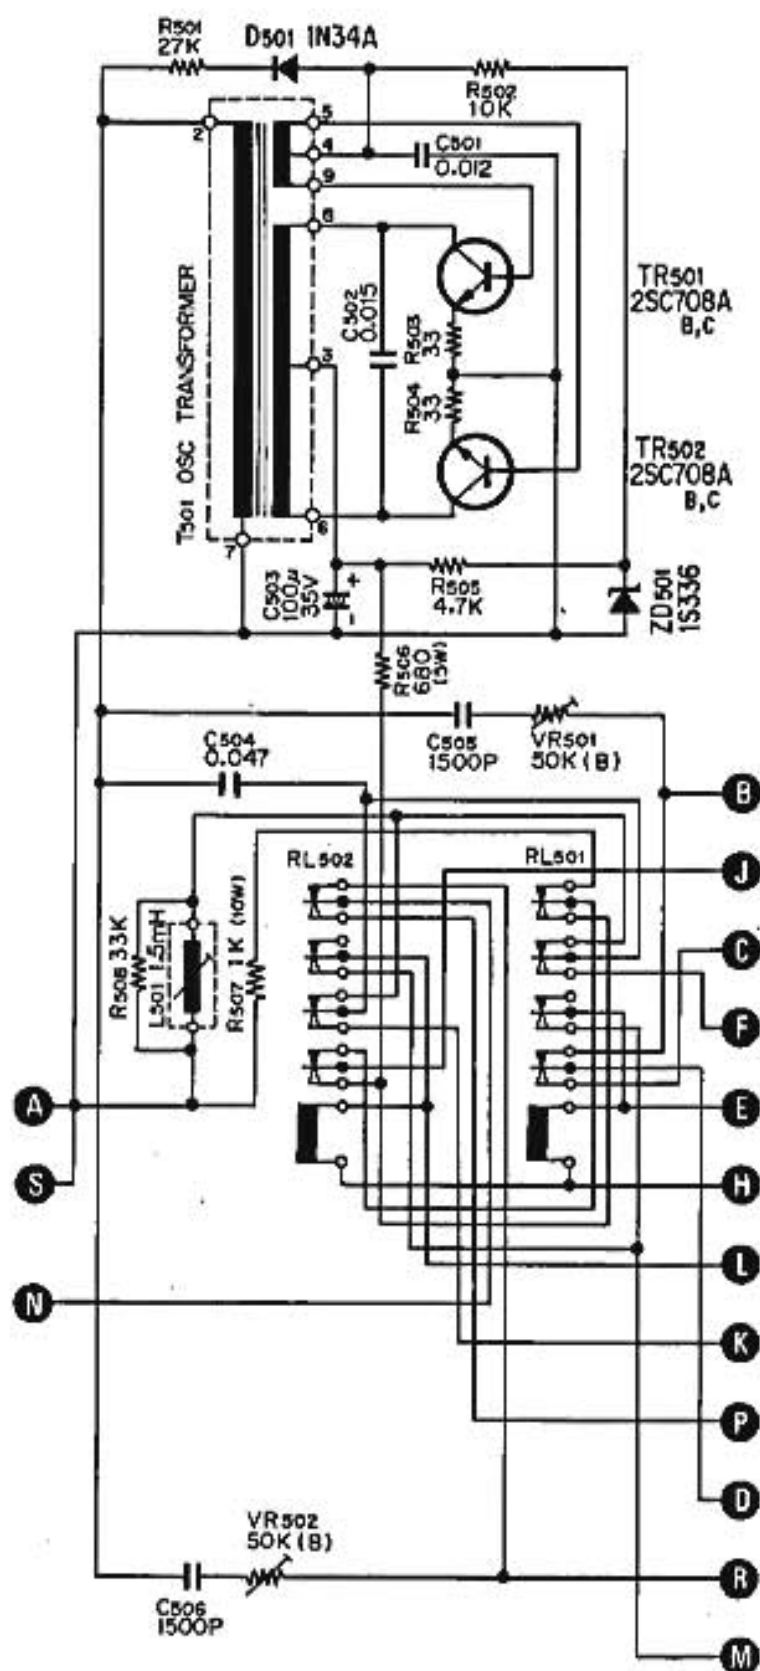 R501
27K
D501 1N34A
R502
10K
2
5
4
9
C501
0.012
8
T501 OSC TRANSFORMER
C502
0.015
R503
33
TR501
2SC708A
B,C
3
R504
33
TR502
2SC708A
B,C
6
7
C503
100μ
35V
+
-
R505
4.7K
ZD501
1S336
R506
680
(5W)
C504
0.047
C505
1500P
VR501
50K (B)
B
RL502
RL501
J
R508 33K
L501 1.5mH
R507 1K (10W)
C
F
A
D
E
S
H
L
N
K
P
D
VR502
50K (B)
R
C506
1500P
M